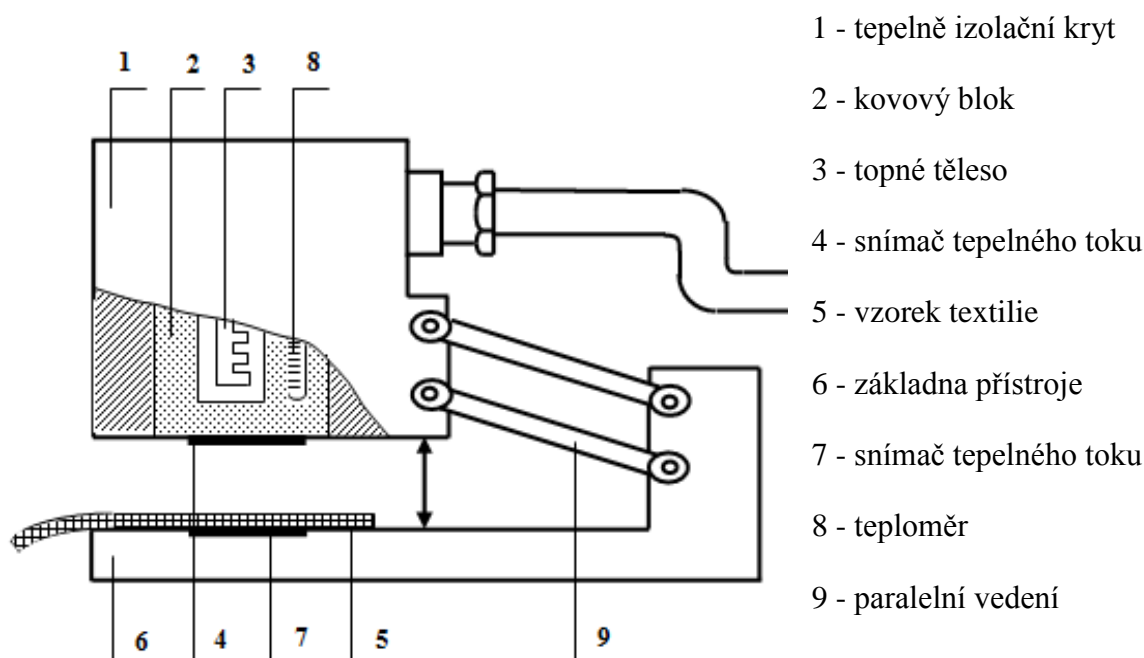 1 2 3 8
1 - tepelně izolační kryt
2 - kovový blok
3 - topné těleso
4 - snímač tepelného toku
5 - vzorek textilie
6 - základna přístroje
7 - snímač tepelného toku
8 - teploměr
9 - paralelní vedení
6 4 7 5 9